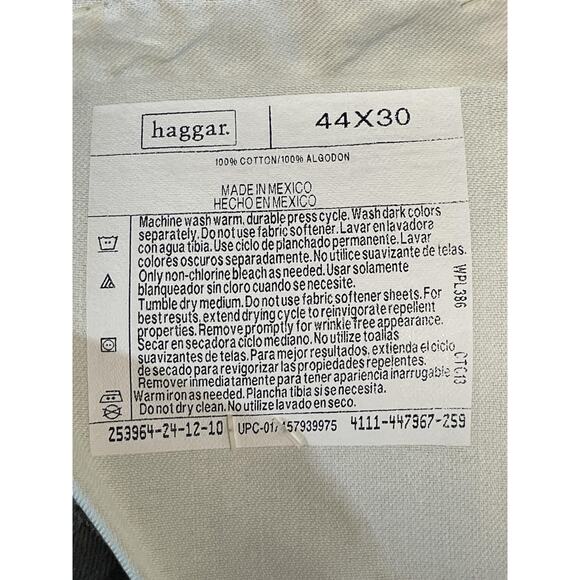 haggar.
44X30
100% COTTON/100% ALGODON
MADE IN MEXICO
HECHO EN MEXICO
Machine wash warm, durable press cycle. Wash dark colors
separately. Do not use fabric softener. Lavar en lavadora
con agua tibia. Use ciclo de planchado permanente. Lavar
colores oscuros separadamente. No utilice suavizante de telas.
Only non-chlorine bleach as needed. Usar solamente
blanqueador sin cloro cuando se necesite.
Tumble dry medium. Do not use fabric softener sheets. For
best results, extend drying cycle to reinvigorate repellent
properties. Remove promptly for wrinkle free appearance.
Secar en secadora ciclo mediano. No utilize toallas
suavizantes de telas. Para mejor resultados, extienda el ciclo
de secado para revigorizar las propiedades repelentes.
Remover inmediatamente para tener apariencia inarrugable
Warm iron as needed. Plancha tibia si se necesita.
Do not dry clean. No utilize lavado en seco.
WPL386
253964-24-12-10
4111-447367-259